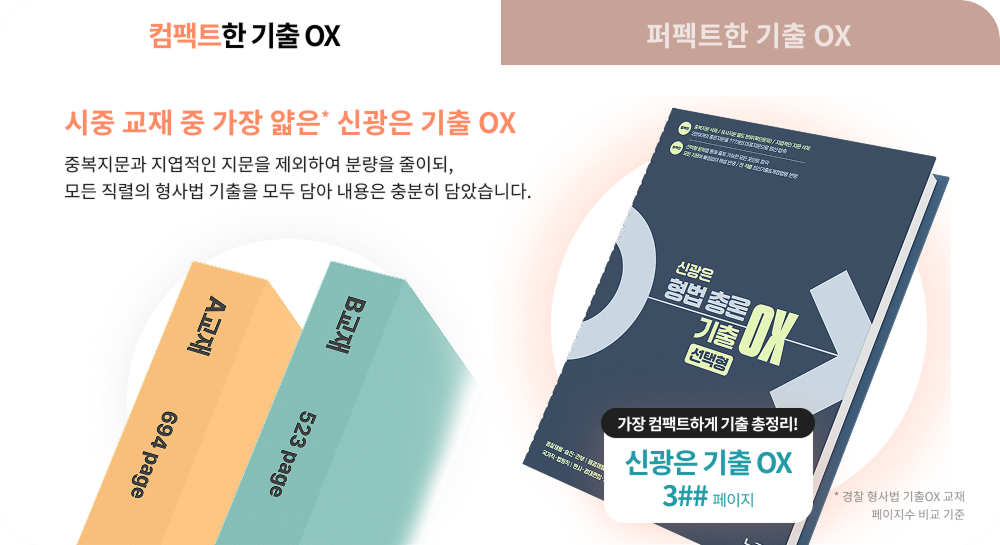 컴팩트한 기출 OX
퍼펙트한 기출 OX
시중 교재 중 가장 얇은* 신광은 기출 OX
중복지문과 지엽적인 지문을 제외하여 분량을 줄이되,
모든 직렬의 형사법 기출을 모두 담아 내용은 충분히 담았습니다.
A교재
694 page
B교재
523 page
신광은
형법 총론
기출 OX
선택형
가장 컴팩트하게 기출 총정리!
신광은 기출 OX
3## 페이지
* 경찰 형사법 기출OX 교재
페이지수 비교 기준